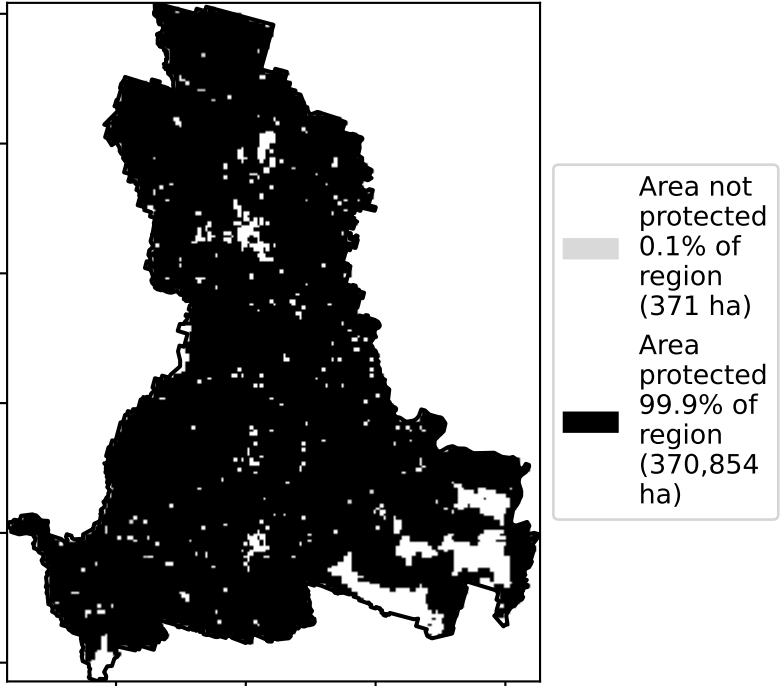 Area not
protected
0.1% of
region
(371 ha)
Area
protected
99.9% of
region
(370,854
ha)